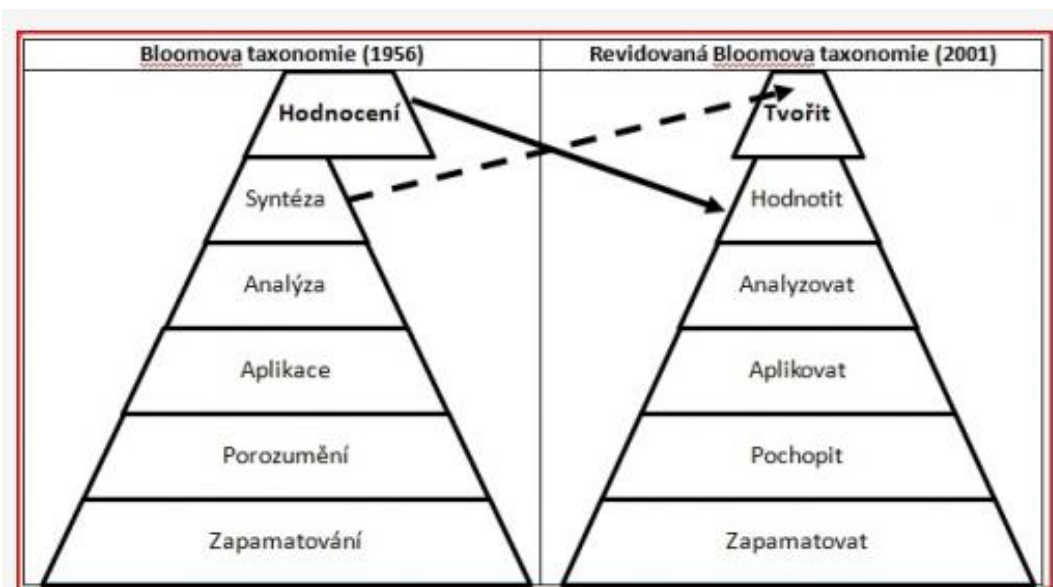 Bloomova taxonomie (1956)
Revidovaná Bloomova taxonomie (2001)
Hodnocení
Syntéza
Analýza
Aplikace
Porozumění
Zapamatování
Tvořit
Hodnotit
Analyzovat
Aplikovat
Pochopit
Zapamatovat